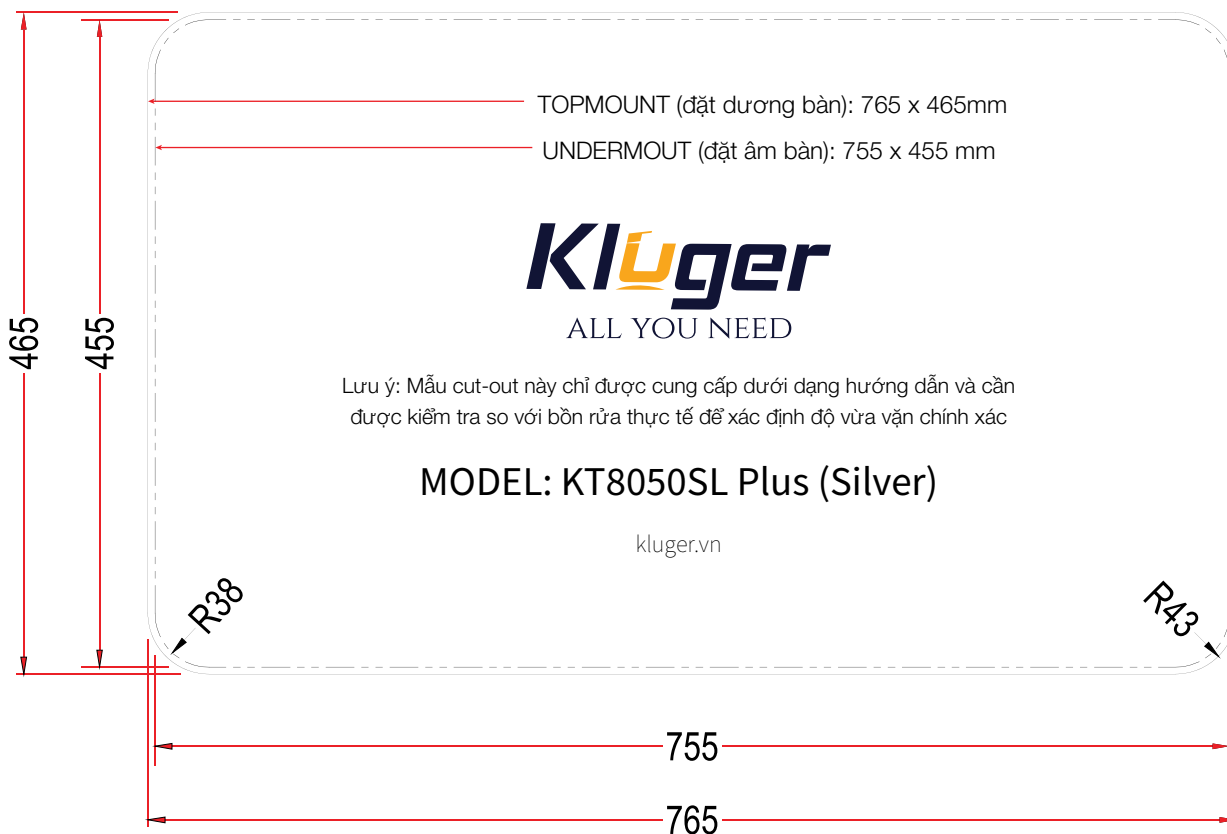 TOPMOUNT (đặt dương bàn): 765 x 465mm
UNDERMOUT (đặt âm bàn): 755 x 455 mm
465
455
Kluger
ALL YOU NEED
Lưu ý: Mẫu cut-out này chỉ được cung cấp dưới dạng hướng dẫn và cần
được kiểm tra so với bồn rửa thực tế để xác định độ vừa vặn chính xác
MODEL: KT8050SL Plus (Silver)
kluger.vn
R38
R43
755
765